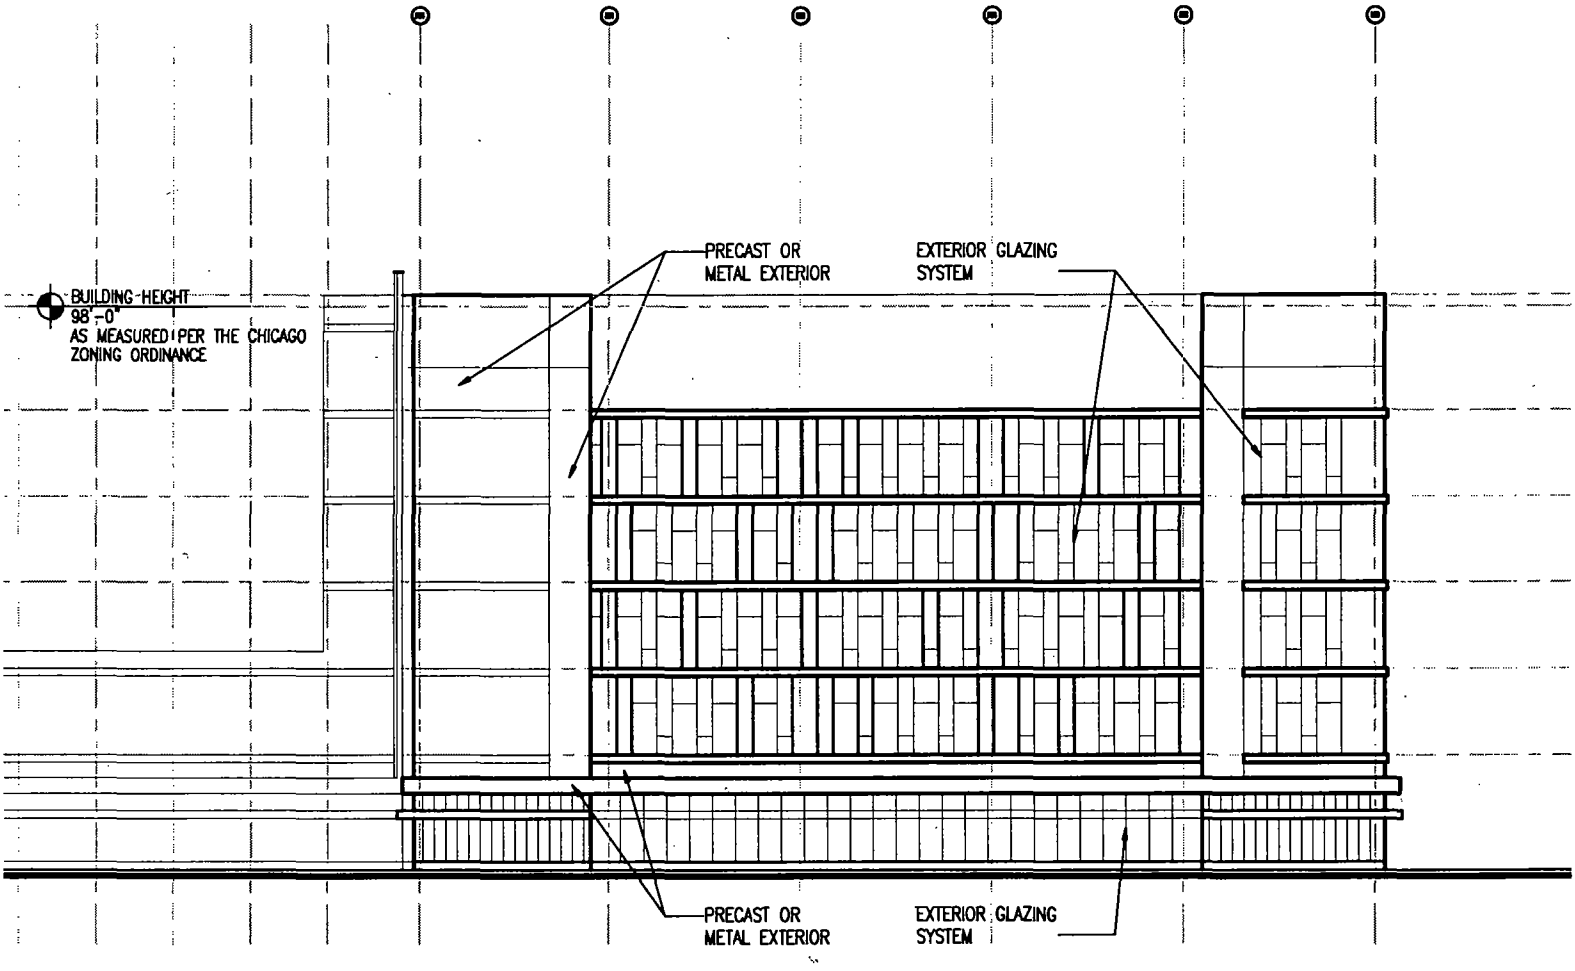 PRECAST OR
METAL EXTERIOR
EXTERIOR GLAZING
SYSTEM
BUILDING HEIGHT
98'-0"
AS MEASURED PER THE CHICAGO
ZONING ORDINANCE
PRECAST OR
METAL EXTERIOR
EXTERIOR GLAZING
SYSTEM